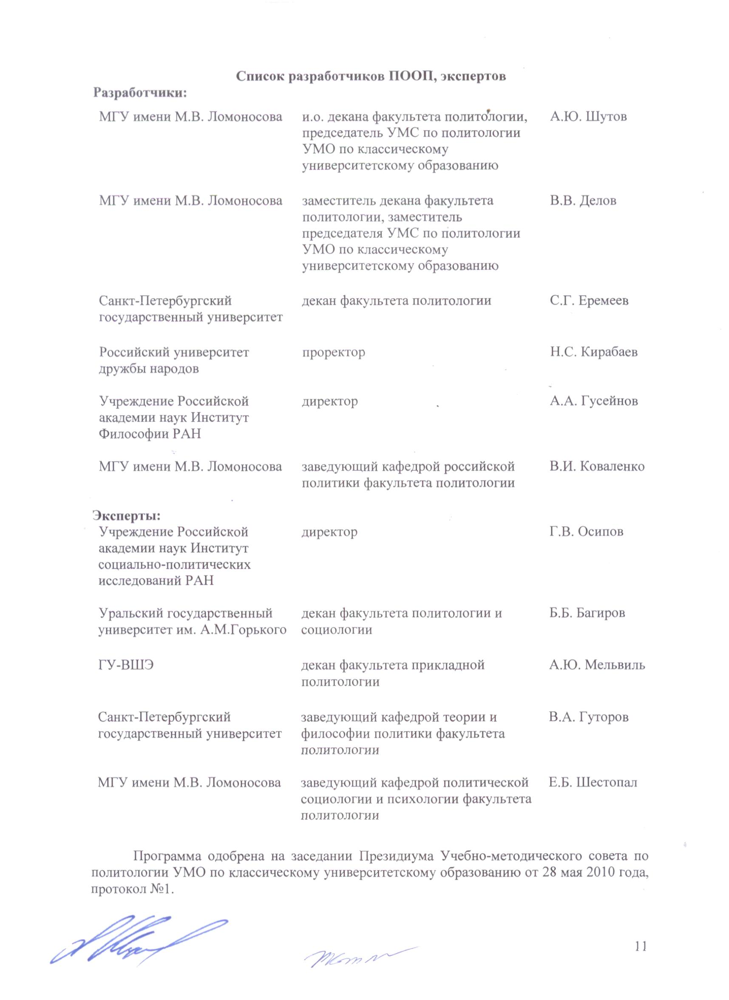 Список разработчиков ПООП, экспертов
Разработчики:
МГУ имени М.В. Ломоносова и.о. декана факультета политологии, А.Ю. Шутов
председатель УМС по политологии
УМО по классическому
университетскому образованию
МГУ имени М.В. Ломоносова заместитель декана факультета В.В. Делов
политологии, заместитель
председателя УМС по политологии
УМО по классическому
университетскому образованию
Санкт-Петербургский декан факультета политологии С.Г. Еремеев
государственный университет
Российский университет проректор Н.С. Кирабаев
дружбы народов
Учреждение Российской директор А.А. Гусейнов
академии наук Институт
Философии РАН
МГУ имени М.В. Ломоносова заведующий кафедрой российской В.И. Коваленко
политики факультета политологии
Эксперты:
Учреждение Российской директор Г.В. Осипов
академии наук Институт
социально-политических
исследований РАН
Уральский государственный декан факультета политологии и Б.Б. Багиров
университет им. А.М.Горького социологии
ГУ-ВШЭ декан факультета прикладной А.Ю. Мельвиль
политологии
Санкт-Петербургский заведующий кафедрой теории и В.А. Гуторов
государственный университет философии политики факультета
политологии
МГУ имени М.В. Ломоносова заведующий кафедрой политической Е.Б. Шестопал
социологии и психологии факультета
политологии
Программа одобрена на заседании Президиума Учебно-методического совета по
политологии УМО по классическому университетскому образованию от 28 мая 2010 года,
протокол №1.
11